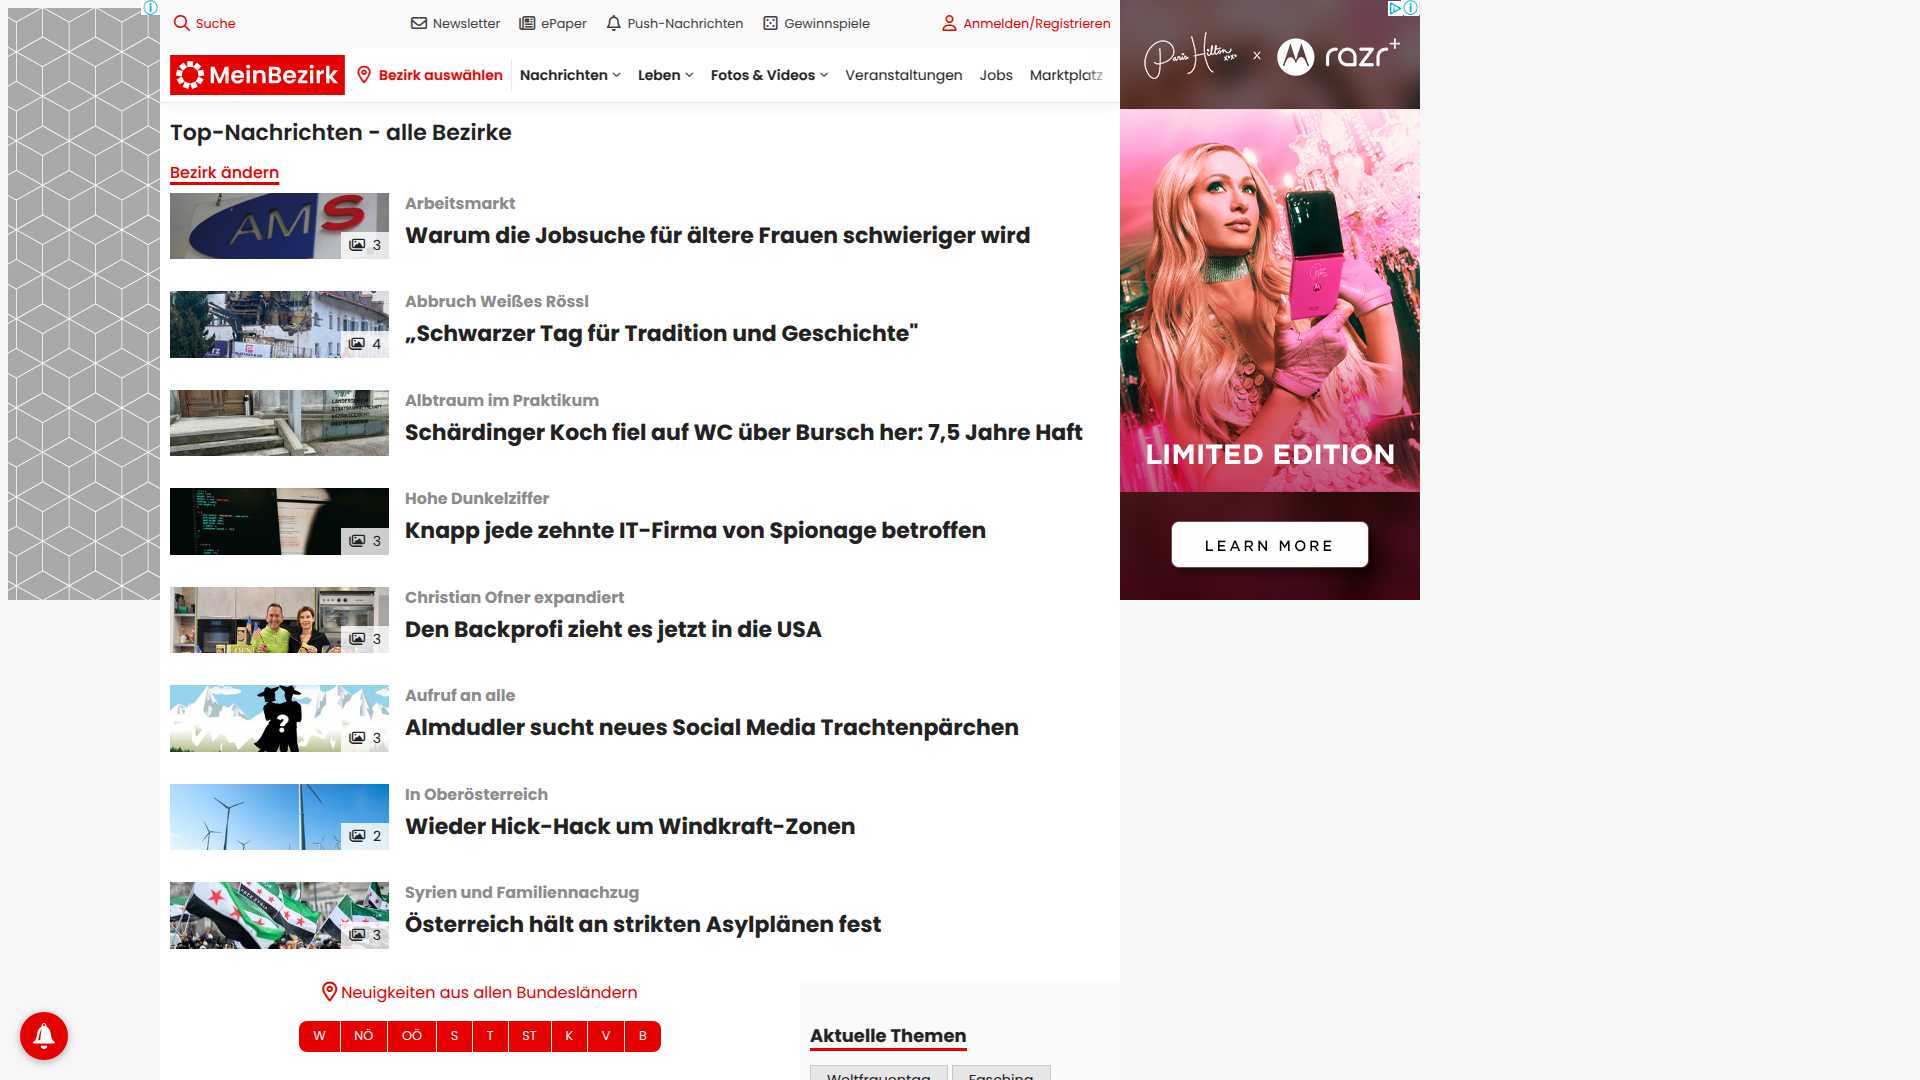 Suche
Newsletter
ePaper
Push-Nachrichten
Gewinnspiele
Anmelden/Registrieren
MeinBezirk
Bezirk auswählen
Nachrichten
Leben
Fotos & Videos
Veranstaltungen
Jobs
Marktplatz
Paris Hilton x razr+
Top-Nachrichten - alle Bezirke
Bezirk ändern
AMS
3
Arbeitsmarkt
Warum die Jobsuche für ältere Frauen schwieriger wird
4
Abbruch Weißes Rössl
„Schwarzer Tag für Tradition und Geschichte"
Albtraum im Praktikum
Schärdinger Koch fiel auf WC über Bursch her: 7,5 Jahre Haft
LIMITED EDITION
3
Hohe Dunkelziffer
Knapp jede zehnte IT-Firma von Spionage betroffen
LEARN MORE
3
Christian Ofner expandiert
Den Backprofi zieht es jetzt in die USA
?
3
Aufruf an alle
Almdudler sucht neues Social Media Trachtenpärchen
2
In Oberösterreich
Wieder Hick-Hack um Windkraft-Zonen
3
Syrien und Familiennachzug
Österreich hält an strikten Asylplänen fest
Neuigkeiten aus allen Bundesländern
W NÖ OÖ S T ST K V B
Aktuelle Themen
Weltfrauentag
Fasching